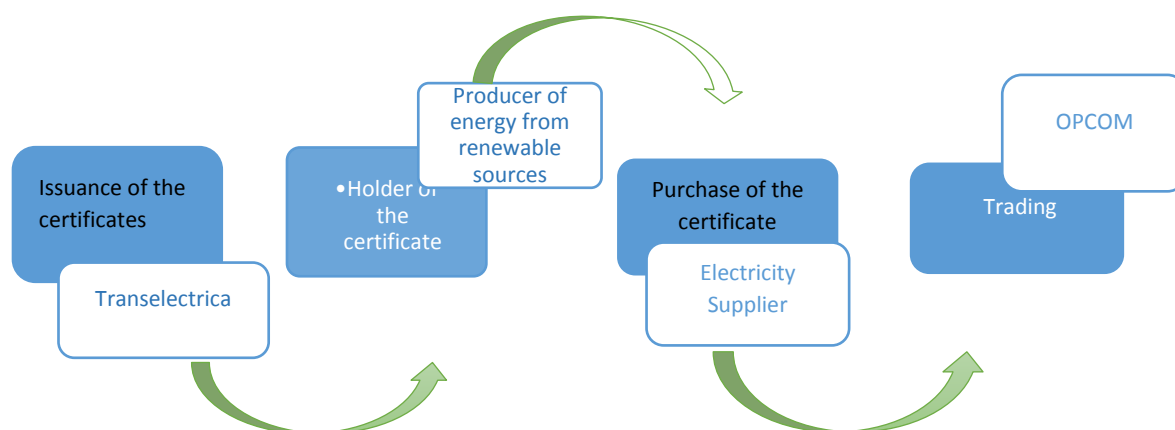 Issuance of the
certificates
Transelectrica
•Holder of
the
certificate
Producer of
energy from
renewable
sources
Purchase of the
certificate
Electricity
Supplier
OPCOM
Trading